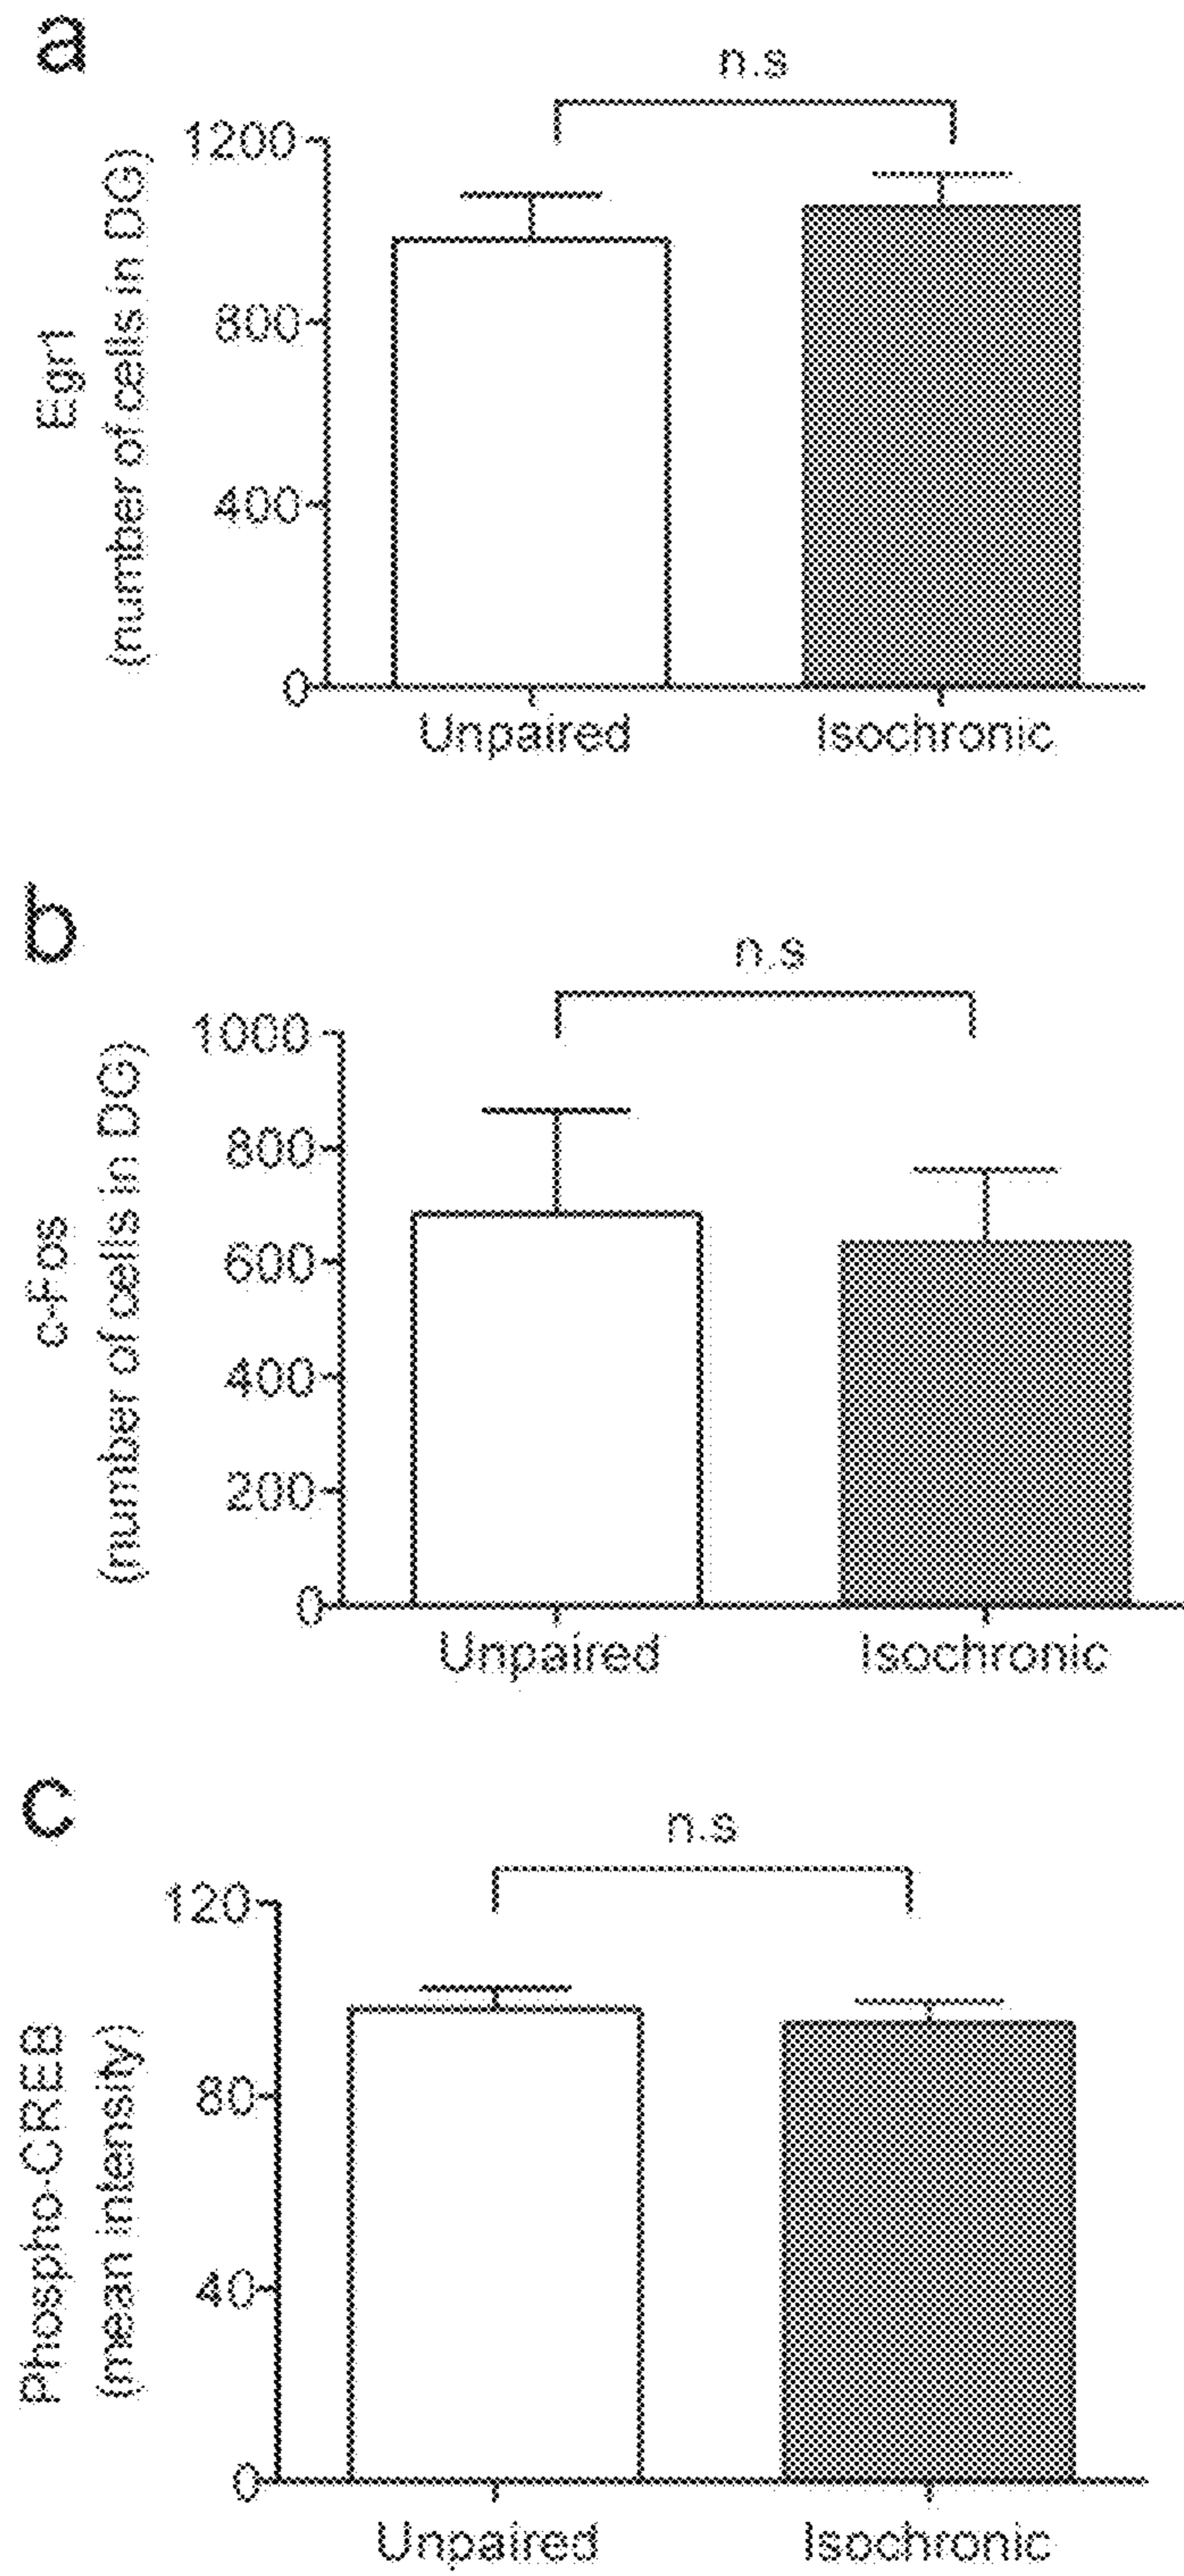 a
n.s
1200
800
400
0
Egr1
(number of cells in DG)
Unpaired
Isochronic
b
n.s
1000
800
600
400
200
0
c-Fos
(number of cells in DG)
Unpaired
Isochronic
c
n.s
120
80
40
0
Phospho-CREB
(mean intensity)
Unpaired
Isochronic